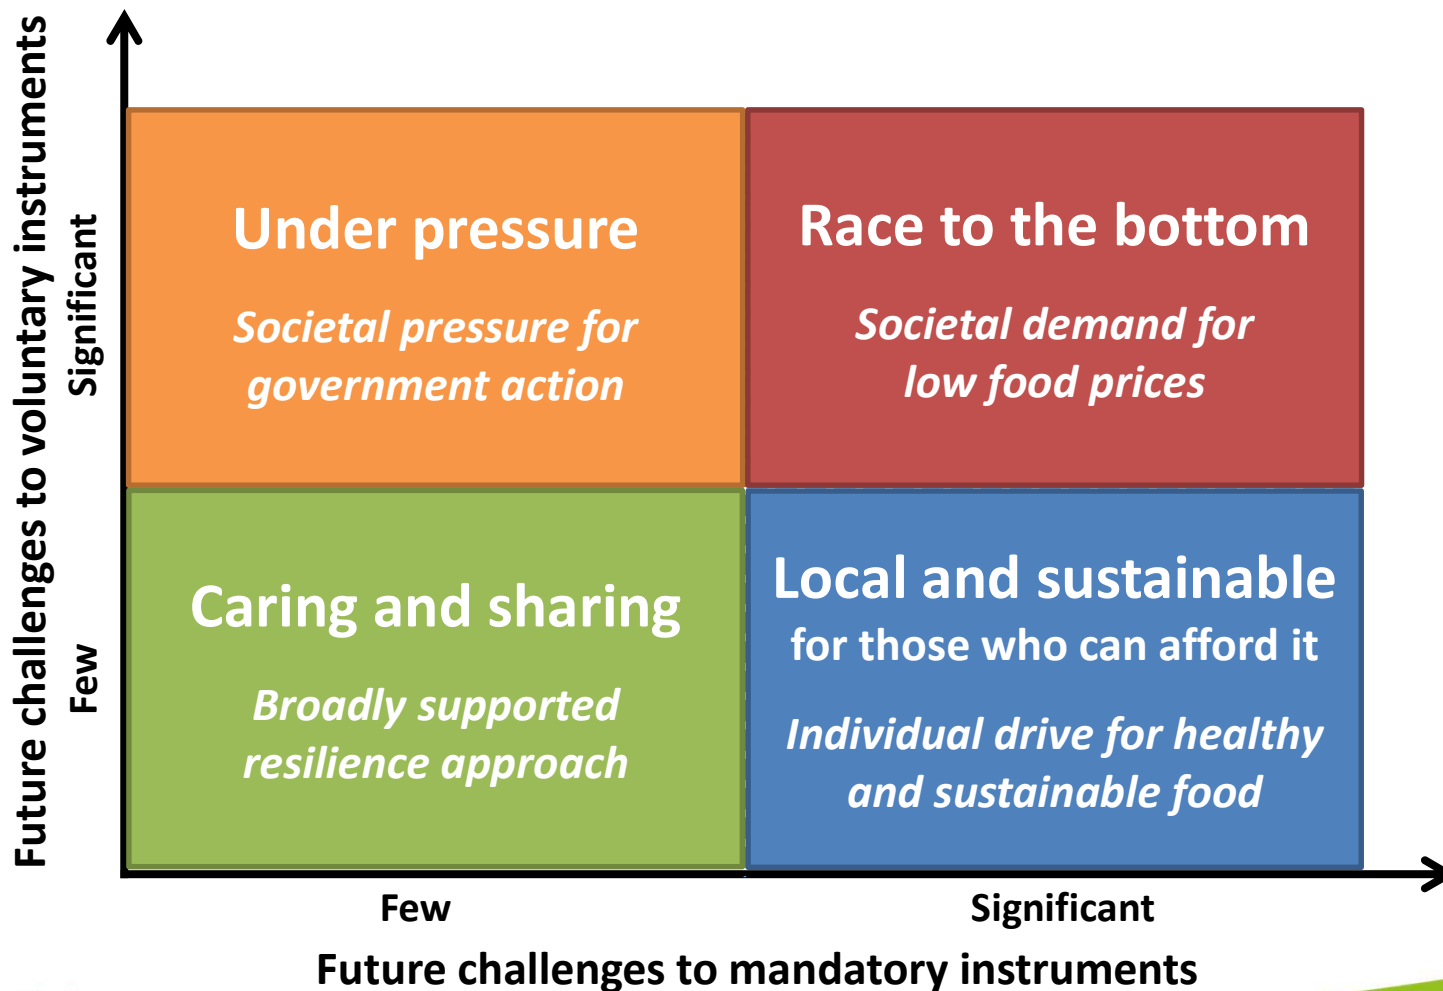 Future challenges to voluntary instruments
Significant
Few
Under pressure
Societal pressure for
government action
Race to the bottom
Societal demand for
low food prices
Caring and sharing
Broadly supported
resilience approach
Local and sustainable
for those who can afford it
Individual drive for healthy
and sustainable food
Few
Significant
Future challenges to mandatory instruments